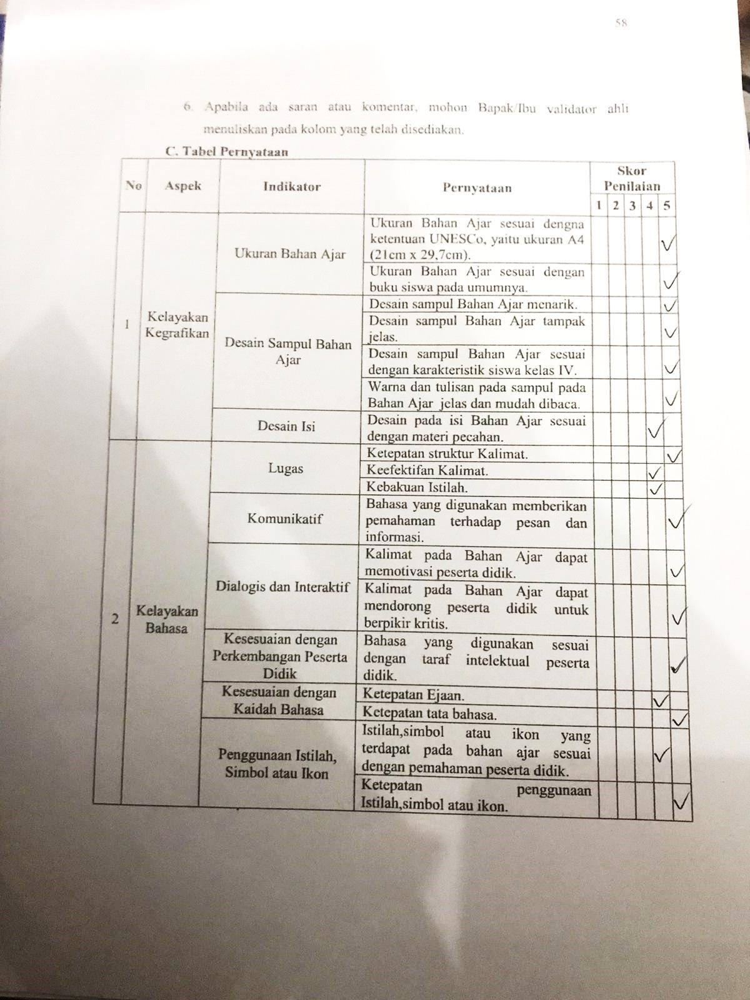 58
6. Apabila ada saran atau komentar, mohon Bapak/Ibu validator ahli
menuliskan pada kolom yang telah disediakan.
C. Tabel Pernyataan
No Aspek Indikator Pernyataan Skor
Penilaian
1 2 3 4 5
1 Kelayakan
Kegrafikan
Ukuran Bahan Ajar
Ukuran Bahan Ajar sesuai dengna
ketentuan UNESCo, yaitu ukuran A4
(21cm x 29,7cm). ✓
Ukuran Bahan Ajar sesuai dengan
buku siswa pada umumnya. ✓
Desain Sampul Bahan
Ajar
Desain sampul Bahan Ajar menarik. ✓
Desain sampul Bahan Ajar tampak
jelas. ✓
Desain sampul Bahan Ajar sesuai
dengan karakteristik siswa kelas IV. ✓
Warna dan tulisan pada sampul pada
Bahan Ajar jelas dan mudah dibaca. ✓
Desain Isi
Desain pada isi Bahan Ajar sesuai
dengan materi pecahan. ✓
2 Kelayakan
Bahasa
Lugas
Ketepatan struktur Kalimat. ✓
Keefektifan Kalimat. ✓
Kebakuan Istilah. ✓
Komunikatif
Bahasa yang digunakan memberikan
pemahaman terhadap pesan dan
informasi. ✓
Dialogis dan Interaktif
Kalimat pada Bahan Ajar dapat
memotivasi peserta didik. ✓
Kalimat pada Bahan Ajar dapat
mendorong peserta didik untuk
berpikir kritis. ✓
Kesesuaian dengan
Perkembangan Peserta
Didik
Bahasa yang digunakan sesuai
dengan taraf intelektual peserta
didik. ✓
Kesesuaian dengan
Kaidah Bahasa
Ketepatan Ejaan. ✓
Ketepatan tata bahasa. ✓
Penggunaan Istilah,
Simbol atau Ikon
Istilah,simbol atau ikon yang
terdapat pada bahan ajar sesuai
dengan pemahaman peserta didik. ✓
Ketepatan penggunaan
Istilah,simbol atau ikon. ✓